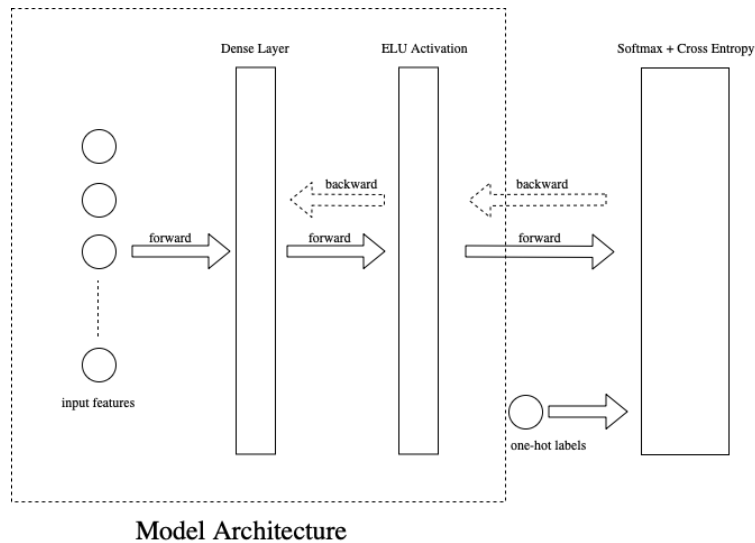 Dense Layer
ELU Activation
Softmax + Cross Entropy
backward
backward
forward
forward
forward
input features
one-hot labels
Model Architecture